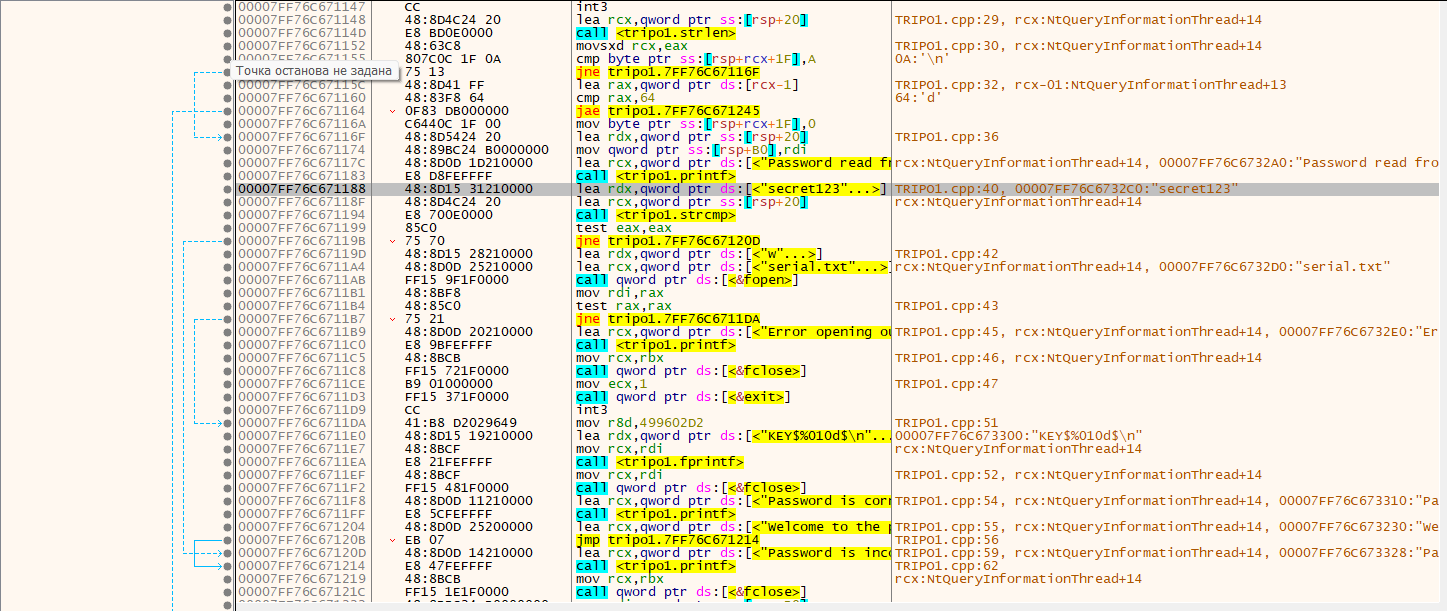 00007FF76C671147 CC int3
00007FF76C671148 48:8D4C24 20 lea rcx,qword ptr ss:[rsp+20] TRIPO1.cpp:29, rcx:NtQueryInformationThread+14
00007FF76C67114D E8 BD0E0000 call <tripo1.strlen>
00007FF76C671152 48:63C8 movsxd rcx,eax TRIPO1.cpp:30, rcx:NtQueryInformationThread+14
00007FF76C671155 807C0C 1F 0A cmp byte ptr ss:[rsp+rcx+1F],A 0A:'\n'
Точка останова не задана 75 13 jne tripo1.7FF76C67116F
00007FF76C67115C 48:8D41 FF lea rax,qword ptr ds:[rcx-1] TRIPO1.cpp:32, rcx-01:NtQueryInformationThread+13
00007FF76C671160 48:83F8 64 cmp rax,64 64:'d'
00007FF76C671164 0F83 DB000000 jae tripo1.7FF76C671245
00007FF76C67116A C6440C 1F 00 mov byte ptr ss:[rsp+rcx+1F],0
00007FF76C67116F 48:8D5424 20 lea rdx,qword ptr ss:[rsp+20] TRIPO1.cpp:36
00007FF76C671174 48:89BC24 B0000000 mov qword ptr ss:[rsp+B0],rdi
00007FF76C67117C 48:8D0D 1D210000 lea rcx,qword ptr ds:[<"Password read fr rcx:NtQueryInformationThread+14, 00007FF76C6732A0:"Password read fro
00007FF76C671183 E8 D8FEFFFF call <tripo1.printf>
00007FF76C671188 48:8D15 31210000 lea rdx,qword ptr ds:[<"secret123"...>] TRIPO1.cpp:40, 00007FF76C6732C0:"secret123"
00007FF76C67118F 48:8D4C24 20 lea rcx,qword ptr ss:[rsp+20] rcx:NtQueryInformationThread+14
00007FF76C671194 E8 700E0000 call <tripo1.strcmp>
00007FF76C671199 85C0 test eax,eax
00007FF76C67119B 75 70 jne tripo1.7FF76C67120D
00007FF76C67119D 48:8D15 28210000 lea rdx,qword ptr ds:[<"w"...>] TRIPO1.cpp:42
00007FF76C6711A4 48:8D0D 25210000 lea rcx,qword ptr ds:[<"serial.txt"...>] rcx:NtQueryInformationThread+14, 00007FF76C6732D0:"serial.txt"
00007FF76C6711AB FF15 9F1F0000 call qword ptr ds:[<&fopen>]
00007FF76C6711B1 48:8BF8 mov rdi,rax
00007FF76C6711B4 48:85C0 test rax,rax TRIPO1.cpp:43
00007FF76C6711B7 75 21 jne tripo1.7FF76C6711DA
00007FF76C6711B9 48:8D0D 20210000 lea rcx,qword ptr ds:[<"Error opening ou TRIPO1.cpp:45, rcx:NtQueryInformationThread+14, 00007FF76C6732E0:"Er
00007FF76C6711C0 E8 9BFEFFFF call <tripo1.printf>
00007FF76C6711C5 48:8BCB mov rcx,rbx TRIPO1.cpp:46, rcx:NtQueryInformationThread+14
00007FF76C6711C8 FF15 721F0000 call qword ptr ds:[<&fclose>]
00007FF76C6711CE B9 01000000 mov ecx,1 TRIPO1.cpp:47
00007FF76C6711D3 FF15 371F0000 call qword ptr ds:[<&exit>]
00007FF76C6711D9 CC int3
00007FF76C6711DA 41:B8 D2029649 mov r8d,499602D2 TRIPO1.cpp:51
00007FF76C6711E0 48:8D15 19210000 lea rdx,qword ptr ds:[<"KEY$%010d$\n"... 00007FF76C673300:"KEY$%010d$\n"
00007FF76C6711E7 48:8BCF mov rcx,rdi rcx:NtQueryInformationThread+14
00007FF76C6711EA E8 21FEFFFF call <tripo1.fprintf>
00007FF76C6711EF 48:8BCF mov rcx,rdi TRIPO1.cpp:52, rcx:NtQueryInformationThread+14
00007FF76C6711F2 FF15 481F0000 call qword ptr ds:[<&fclose>]
00007FF76C6711F8 48:8D0D 11210000 lea rcx,qword ptr ds:[<"Password is corr TRIPO1.cpp:54, rcx:NtQueryInformationThread+14, 00007FF76C673310:"Pa
00007FF76C6711FF E8 5CFEFFFF call <tripo1.printf>
00007FF76C671204 48:8D0D 25200000 lea rcx,qword ptr ds:[<"Welcome to the p TRIPO1.cpp:55, rcx:NtQueryInformationThread+14, 00007FF76C673230:"We
00007FF76C67120B EB 07 jmp tripo1.7FF76C671214 TRIPO1.cpp:56
00007FF76C67120D 48:8D0D 14210000 lea rcx,qword ptr ds:[<"Password is inco TRIPO1.cpp:59, rcx:NtQueryInformationThread+14, 00007FF76C673328:"Pa
00007FF76C671214 E8 47FEFFFF call <tripo1.printf> TRIPO1.cpp:62
00007FF76C671219 48:8BCB mov rcx,rbx rcx:NtQueryInformationThread+14
00007FF76C67121C FF15 1E1F0000 call qword ptr ds:[<&fclose>]